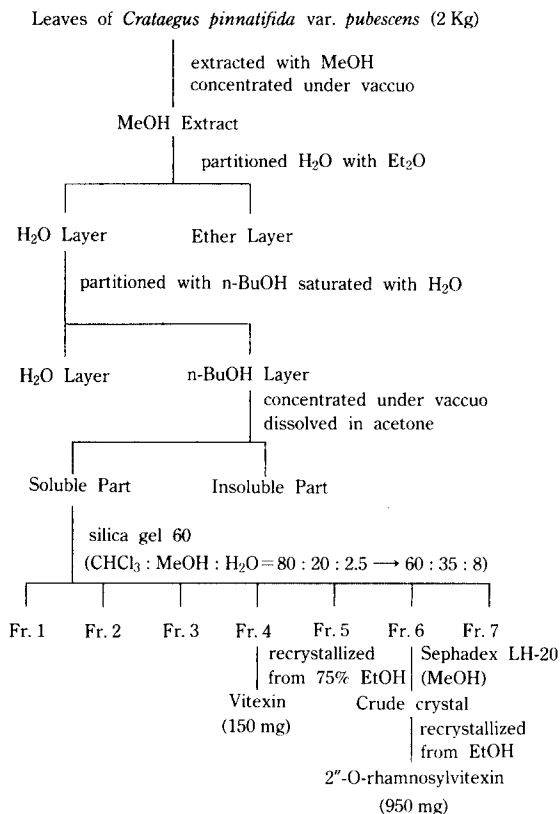 Leaves of Crataegus pinnatifida var. pubescens (2 Kg)
extracted with MeOH
concentrated under vaccuo
MeOH Extract
partitioned H₂O with Et₂O
H₂O Layer Ether Layer
partitioned with n-BuOH saturated with H₂O
H₂O Layer n-BuOH Layer
concentrated under vaccuo
dissolved in acetone
Soluble Part Insoluble Part
silica gel 60
(CHCl₃ : MeOH : H₂O=80 : 20 : 2.5 → 60 : 35 : 8)
Fr. 1 Fr. 2 Fr. 3 Fr. 4 Fr. 5 Fr. 6 Fr. 7
recrystallized Sephadex LH-20
from 75% EtOH (MeOH)
Vitexin Crude crystal
(150 mg) recrystallized
from EtOH
2″-O-rhamnosylvitexin
(950 mg)